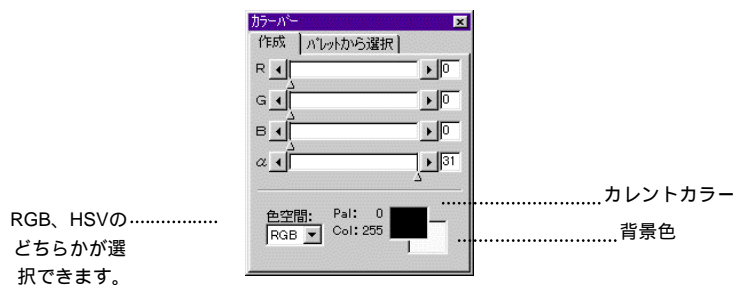 カラーバー
作成 パレットから選択
R 0
G 0
B 0
α 31
色空間: Pal: 0
RGB Col: 255
カレントカラー
背景色
RGB、HSVの
どちらかが選
択できます。